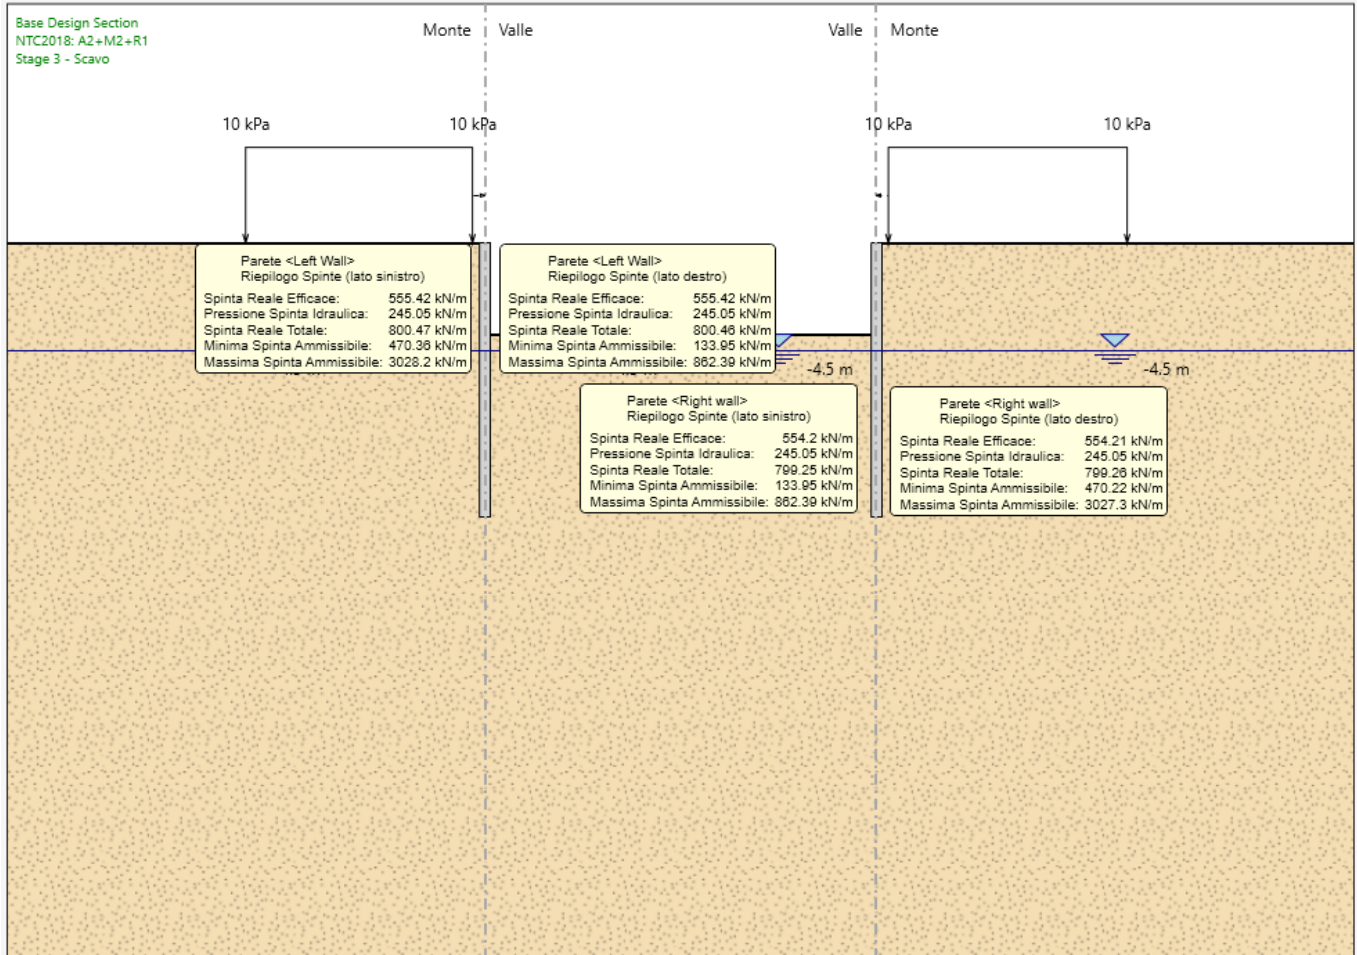 Base Design Section
NTC2018: A2+M2+R1
Stage 3 - Scavo
Monte
Valle
Valle
Monte
10 kPa
10 kPa
10 kPa
10 kPa
Parete <Left Wall>
Riepilogo Spinte (lato sinistro)
Spinta Reale Efficace: 555.42 kN/m
Pressione Spinta Idraulica: 245.05 kN/m
Spinta Reale Totale: 800.47 kN/m
Minima Spinta Ammissibile: 470.36 kN/m
Massima Spinta Ammissibile: 3028.2 kN/m
Parete <Left Wall>
Riepilogo Spinte (lato destro)
Spinta Reale Efficace: 555.42 kN/m
Pressione Spinta Idraulica: 245.05 kN/m
Spinta Reale Totale: 800.46 kN/m
Minima Spinta Ammissibile: 133.95 kN/m
Massima Spinta Ammissibile: 862.39 kN/m
-4.5 m
-4.5 m
Parete <Right wall>
Riepilogo Spinte (lato sinistro)
Spinta Reale Efficace: 554.2 kN/m
Pressione Spinta Idraulica: 245.05 kN/m
Spinta Reale Totale: 799.25 kN/m
Minima Spinta Ammissibile: 133.95 kN/m
Massima Spinta Ammissibile: 862.39 kN/m
Parete <Right wall>
Riepilogo Spinte (lato destro)
Spinta Reale Efficace: 554.21 kN/m
Pressione Spinta Idraulica: 245.05 kN/m
Spinta Reale Totale: 799.26 kN/m
Minima Spinta Ammissibile: 470.22 kN/m
Massima Spinta Ammissibile: 3027.3 kN/m